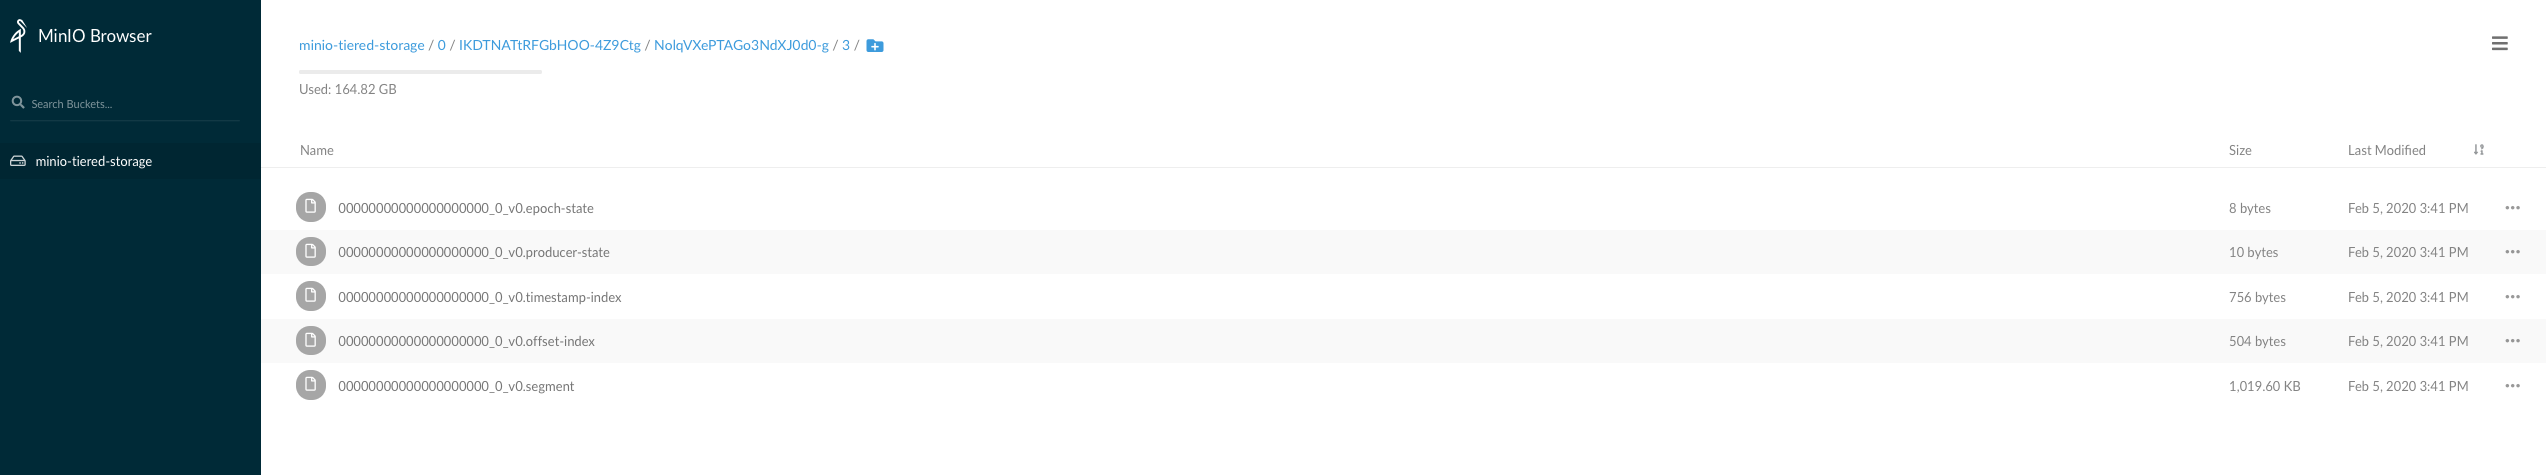 MinIO Browser
Search Buckets...
minio-tiered-storage
minio-tiered-storage / 0 / IKDTNATtRFGbHOO-4Z9Ctg / NolqVXePTAGo3NdXJ0d0-g / 3 /
Used: 164.82 GB
Name Size Last Modified
00000000000000000000_0_v0.epoch-state 8 bytes Feb 5, 2020 3:41 PM
00000000000000000000_0_v0.producer-state 10 bytes Feb 5, 2020 3:41 PM
00000000000000000000_0_v0.timestamp-index 756 bytes Feb 5, 2020 3:41 PM
00000000000000000000_0_v0.offset-index 504 bytes Feb 5, 2020 3:41 PM
00000000000000000000_0_v0.segment 1,019.60 KB Feb 5, 2020 3:41 PM